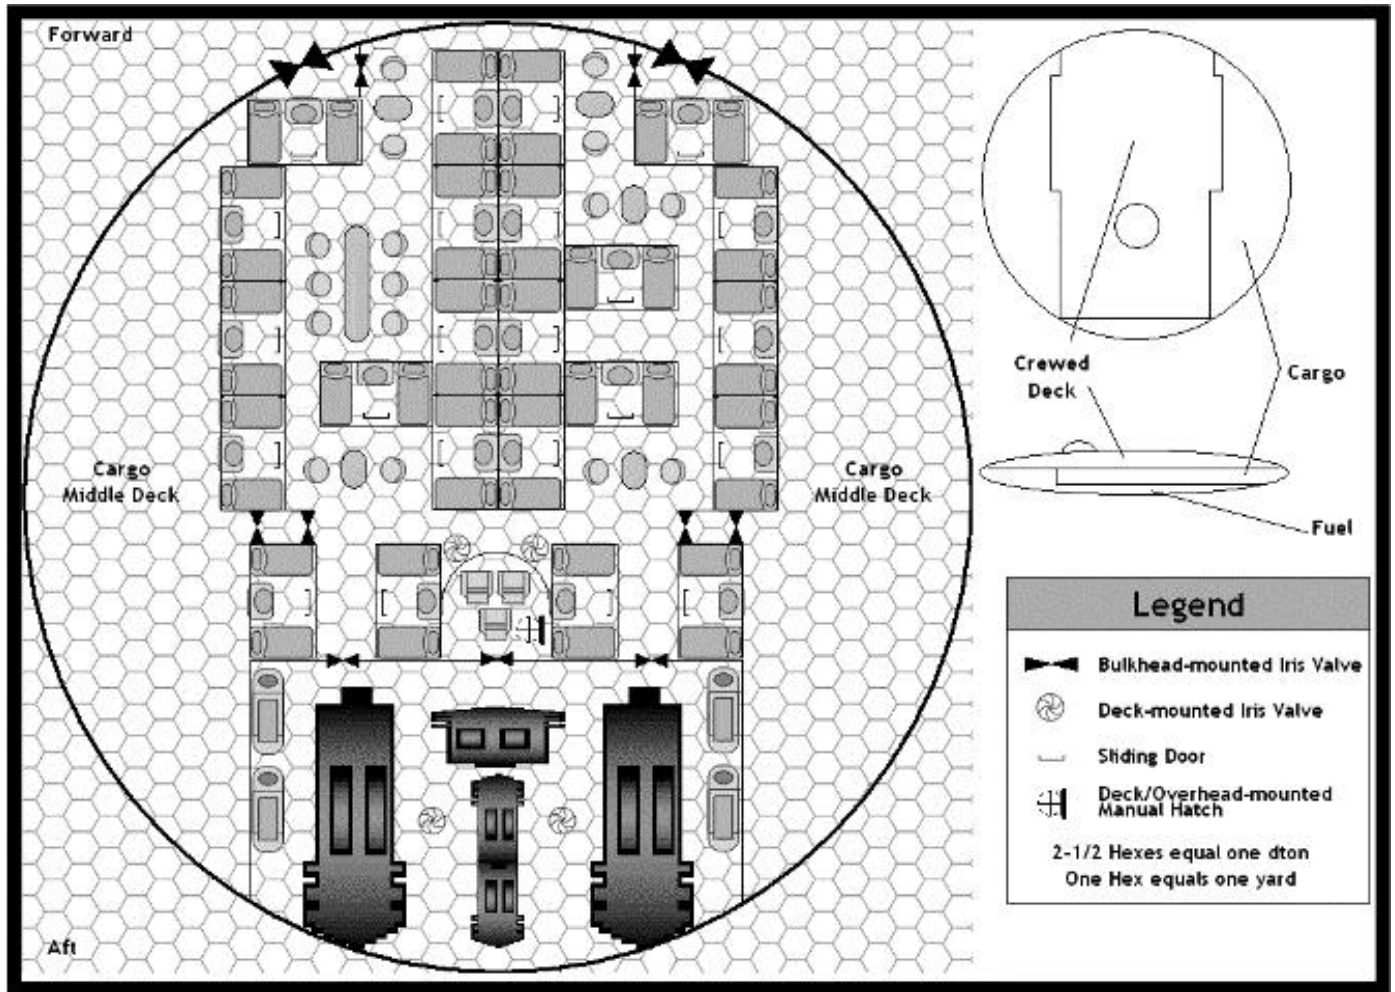 Forward
Cargo
Middle Deck
Cargo
Middle Deck
Aft
Crewed
Deck
Cargo
Fuel
Legend
Bulkhead-mounted Iris Valve
Deck-mounted Iris Valve
Sliding Door
Deck/Overhead-mounted
Manual Hatch
2-1/2 Hexes equal one dton
One Hex equals one yard